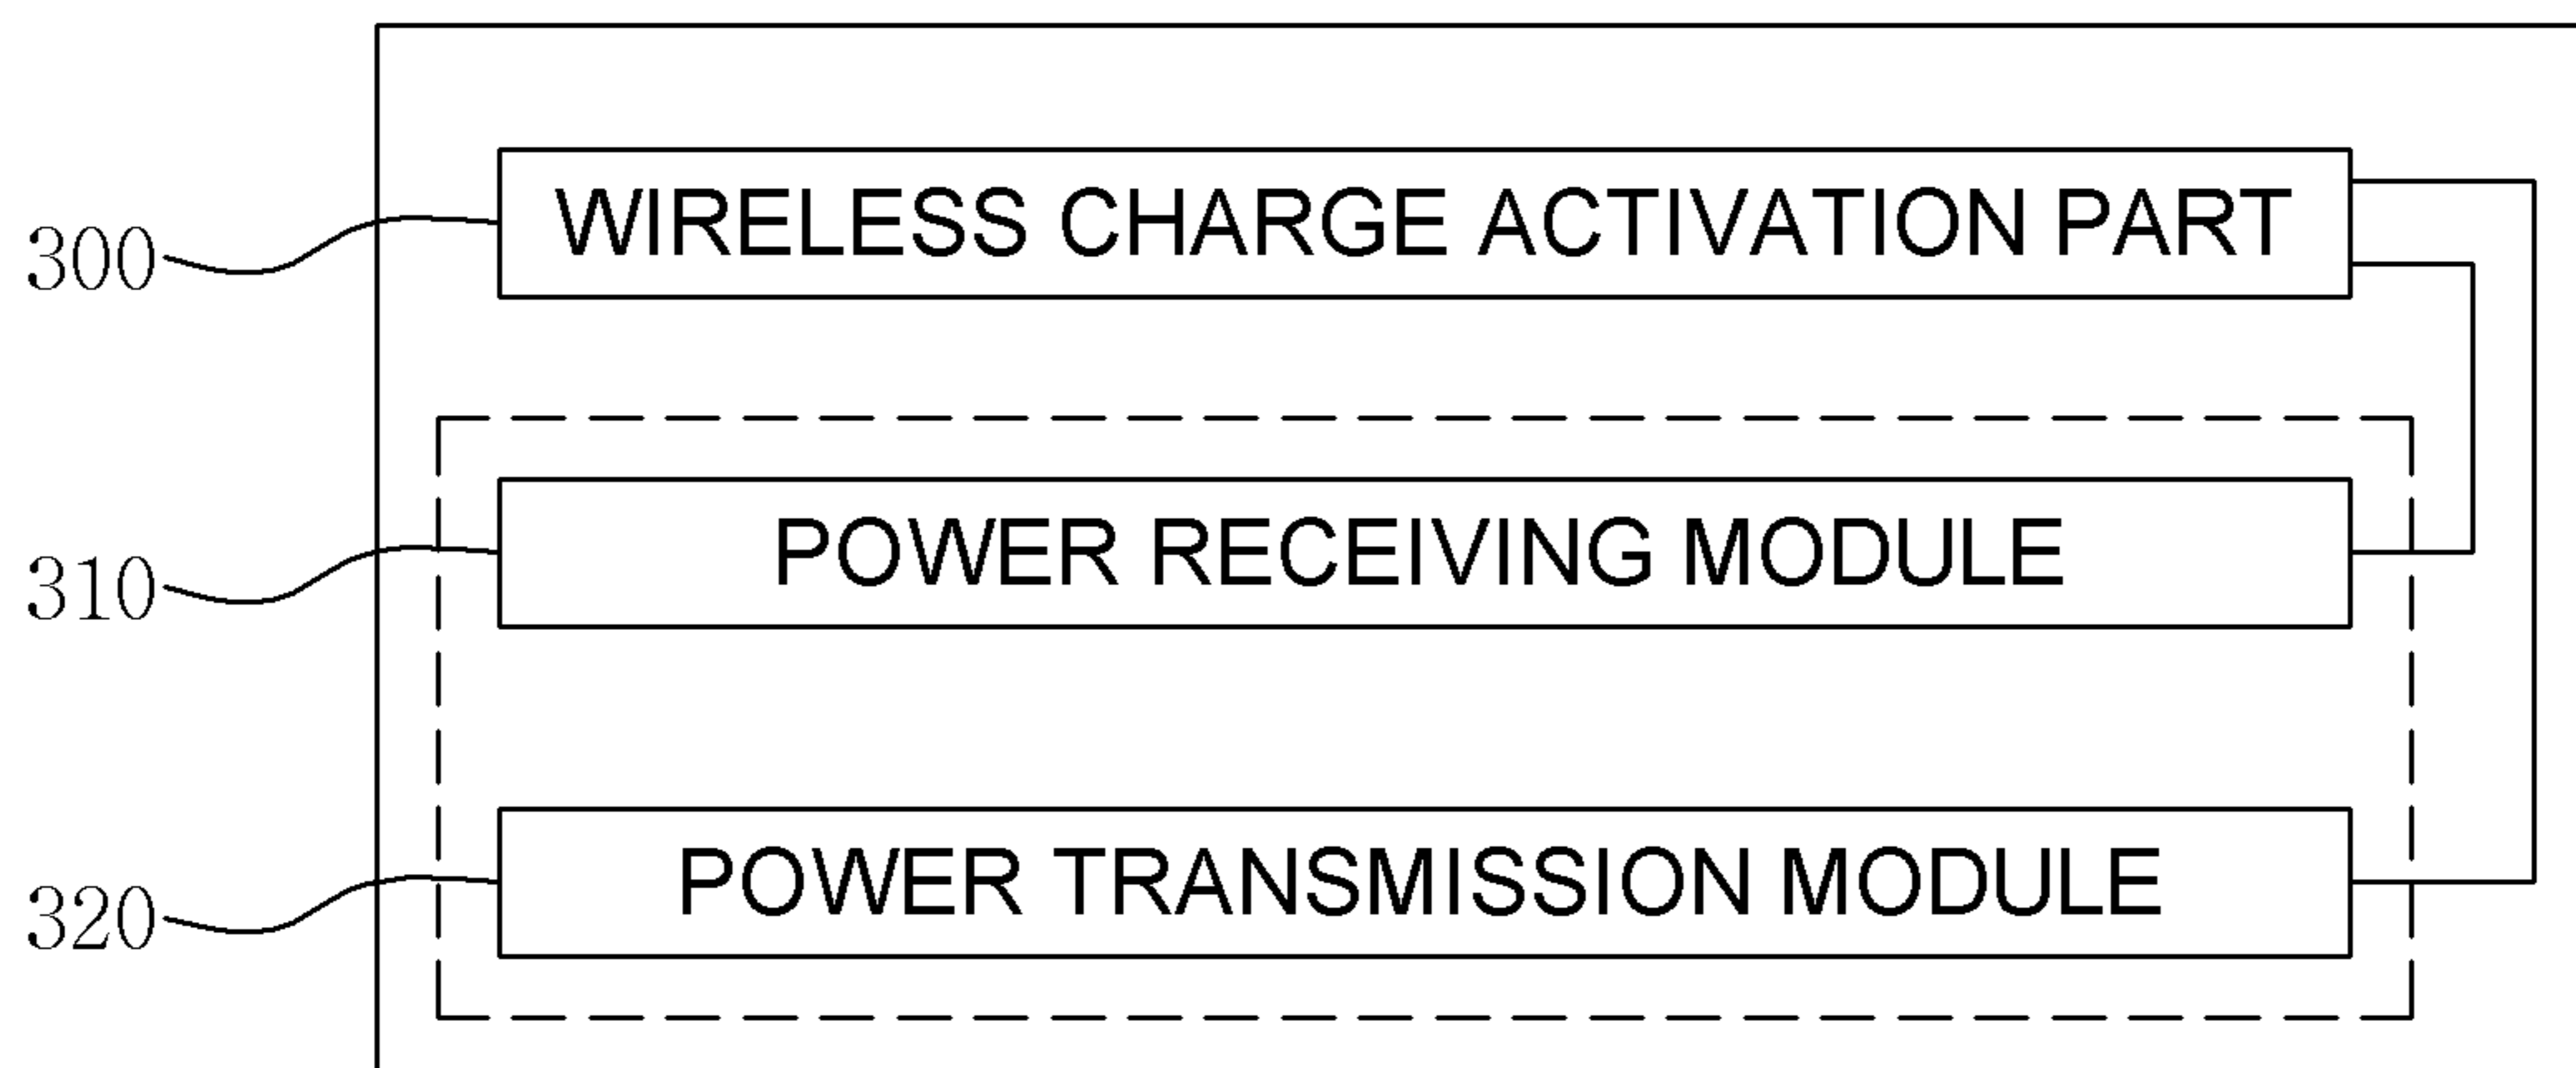 300 WIRELESS CHARGE ACTIVATION PART
310 POWER RECEIVING MODULE
320 POWER TRANSMISSION MODULE